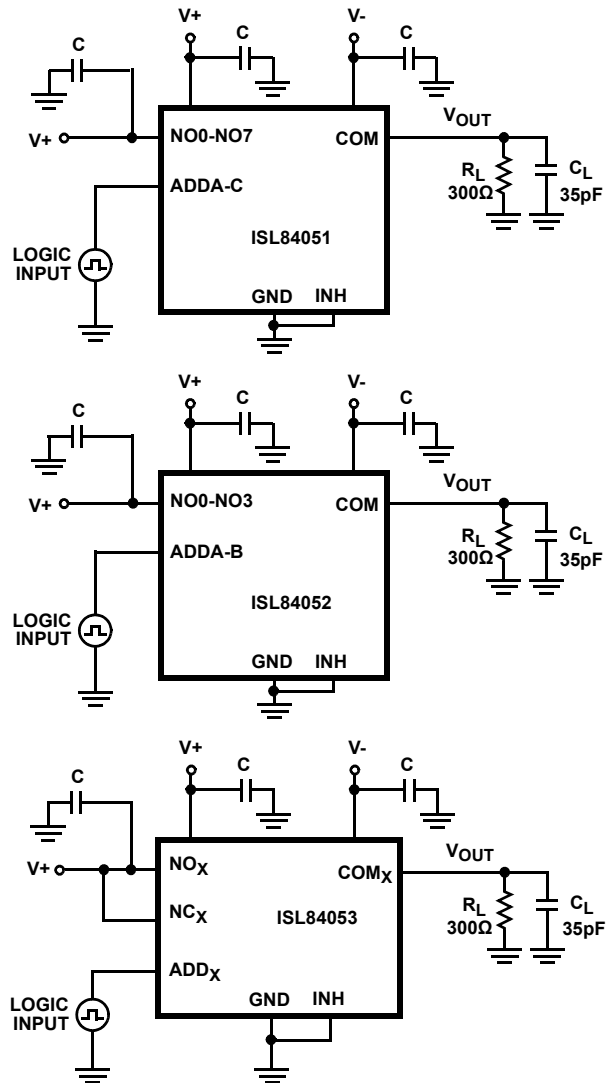 V+
V-
C
C
C
V+
NO0-NO7
COM
VOUT
RL
300Ω
CL
35pF
ADDA-C
LOGIC
INPUT
ISL84051
GND
INH
V+
V-
C
C
C
V+
NO0-NO3
COM
VOUT
RL
300Ω
CL
35pF
ADDA-B
LOGIC
INPUT
ISL84052
GND
INH
V+
V-
C
C
C
V+
NOX
COMX
VOUT
RL
300Ω
CL
35pF
NCX
ISL84053
ADDX
LOGIC
INPUT
GND
INH